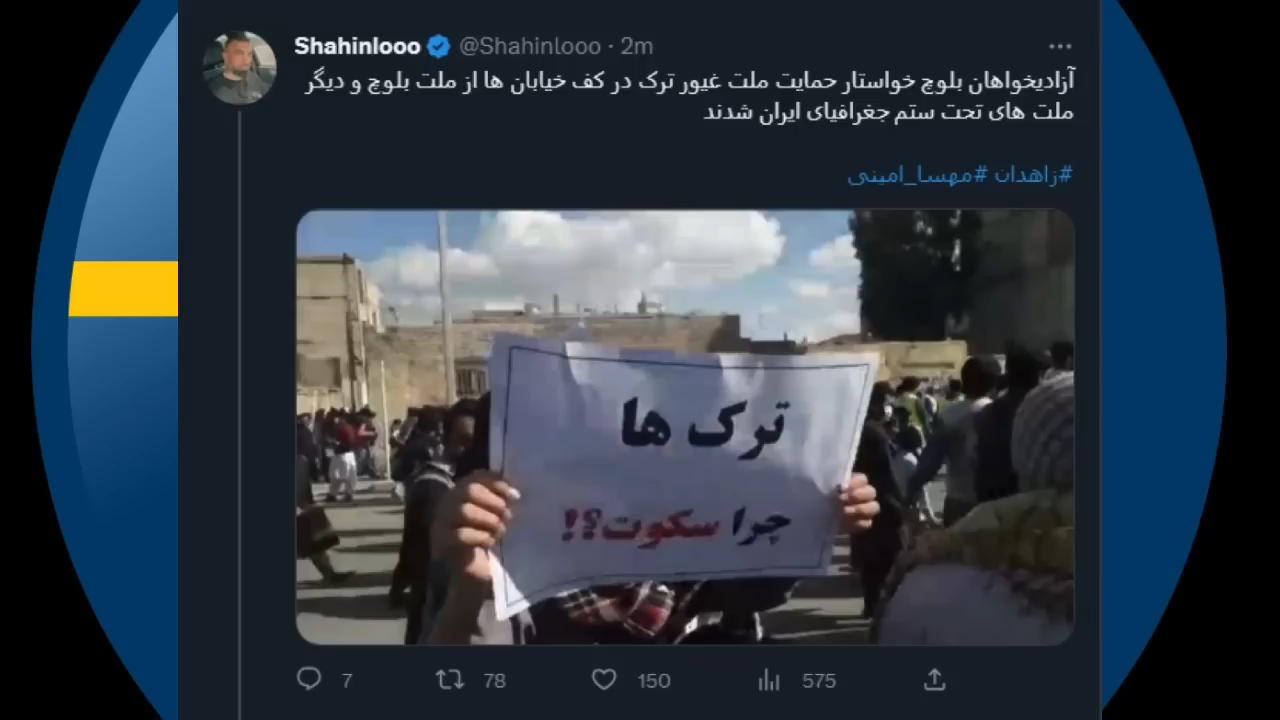 Shahinlooo @Shahinlooo · 2m
آزادیخواهان بلوچ خواستار حمایت ملت غیور ترک در کف خیابان ها از ملت بلوچ و دیگر
ملت های تحت ستم جغرافیای ایران شدند
#زاهدان #مهسا_امینی
ترک ها
چرا سکوت؟!
7 78 150 575